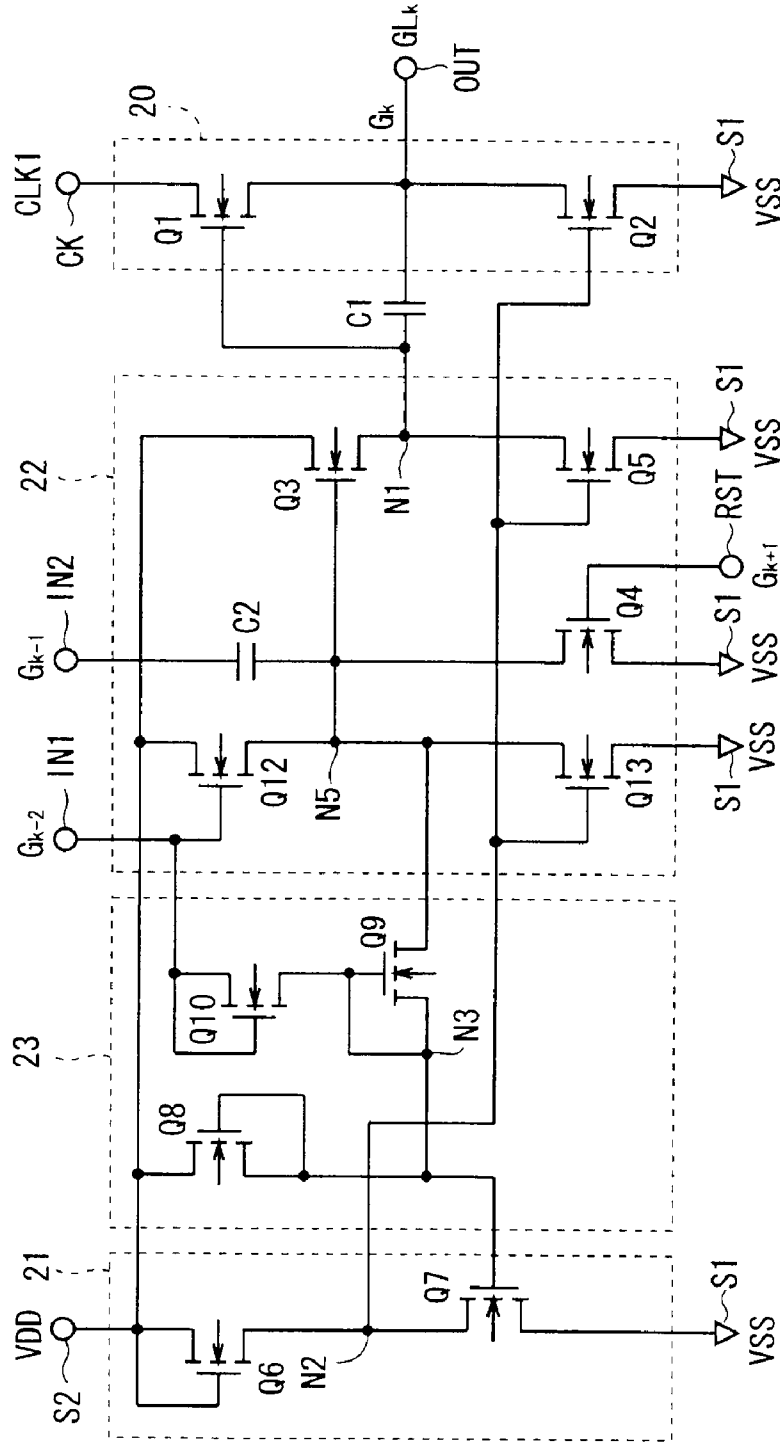 VDD
S2
21
Q6
N2
Q7
S1
VSS
23
Q8
Q10
Q9
N3
22
Gk-2
IN1
Gk-1
IN2
Q12
C2
N5
Q3
N1
Q13
Q4
Q5
S1
VSS
S1
VSS
RST
Gk+1
S1
VSS
CLK1
CK
20
Q1
C1
Gk
GLk
OUT
Q2
S1
VSS